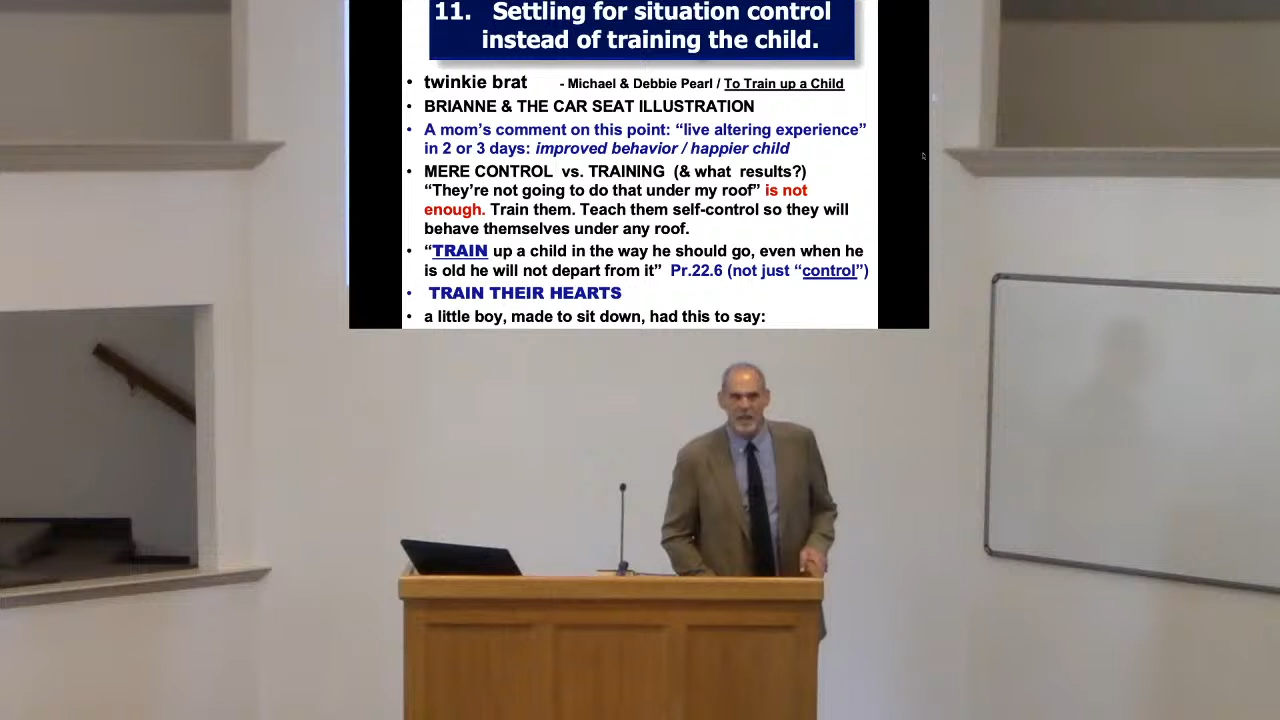 11. Settling for situation control
instead of training the child.
• twinkie brat - Michael & Debbie Pearl / To Train up a Child
• BRIANNE & THE CAR SEAT ILLUSTRATION
• A mom's comment on this point: “live altering experience”
in 2 or 3 days: improved behavior / happier child
• MERE CONTROL vs. TRAINING (& what results?)
“They're not going to do that under my roof” is not
enough. Train them. Teach them self-control so they will
behave themselves under any roof.
• “TRAIN up a child in the way he should go, even when he
is old he will not depart from it” Pr.22.6 (not just “control”)
• TRAIN THEIR HEARTS
• a little boy, made to sit down, had this to say: